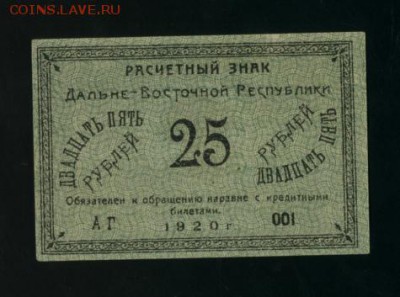 COINS.LAVE.RU
РАСЧЕТНЫЙ ЗНАК
ДАЛЬНЕ-ВОСТОЧНОЙ РЕСПУБЛИКИ
ДВАДЦАТЬ ПЯТЬ
РУБЛЕЙ
25
РУБЛЕЙ
ДВАДЦАТЬ ПЯТЬ
Обязателен к обращению наравне с кредитными
билетами.
АГ
001
1920 г.